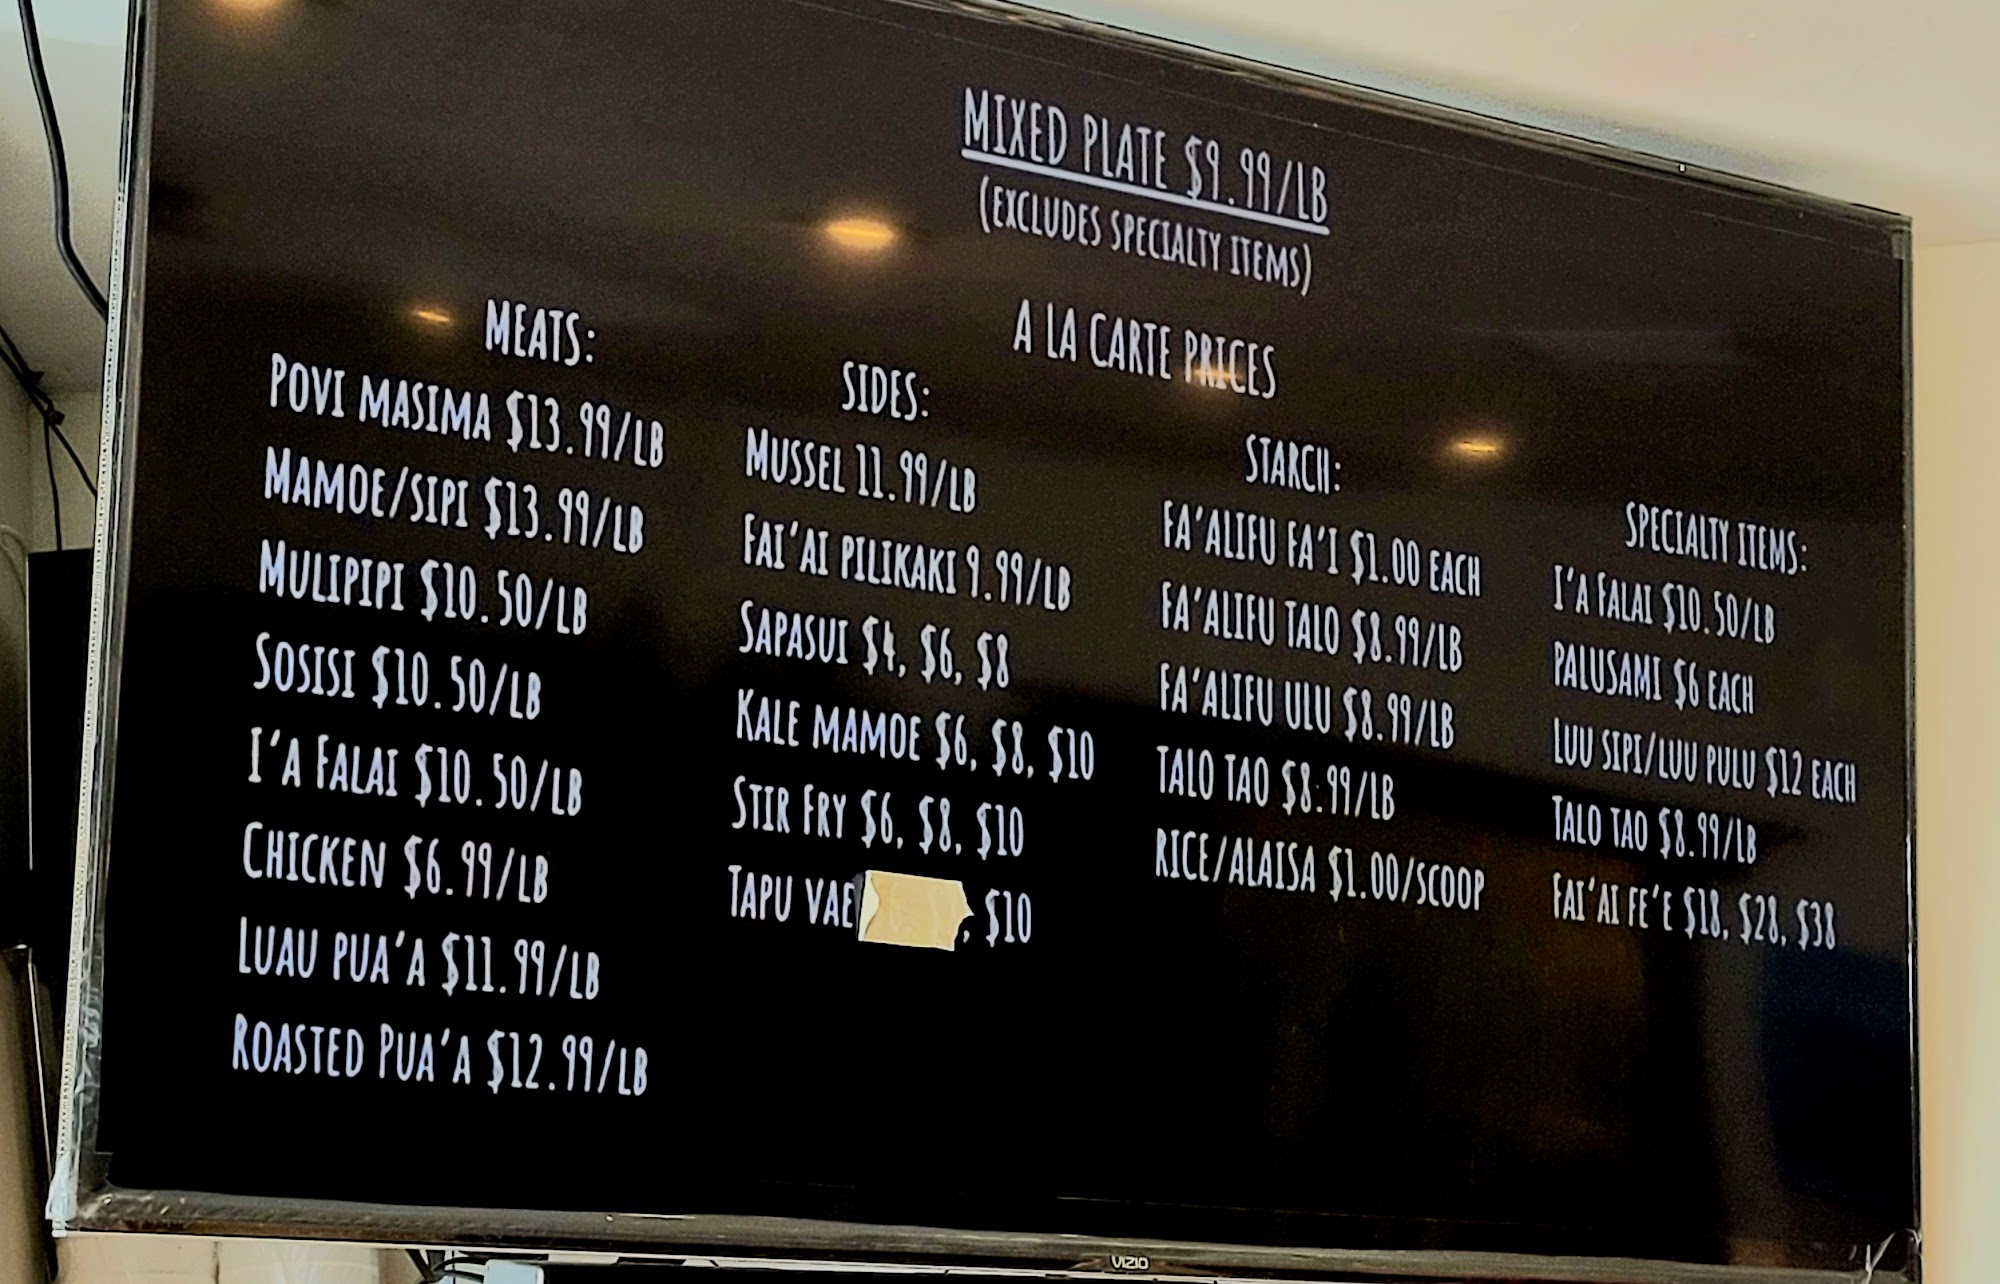 MIXED PLATE $9.99/LB
(EXCLUDES SPECIALTY ITEMS)
A LA CARTE PRICES
MEATS:
POVI MASIMA $13.99/LB
MAMOE/SIPI $13.99/LB
MULIPIPI $10.50/LB
SOSISI $10.50/LB
I'A FALAI $10.50/LB
CHICKEN $6.99/LB
LUAU PUA'A $11.99/LB
ROASTED PUA'A $12.99/LB
SIDES:
MUSSEL 11.99/LB
FAI'AI PILIKAKI 9.99/LB
SAPASUI $4, $6, $8
KALE MAMOE $6, $8, $10
STIR FRY $6, $8, $10
TAPU VAE , $10
STARCH:
FA'ALIFU FA'I $1.00 EACH
FA'ALIFU TALO $8.99/LB
FA'ALIFU ULU $8.99/LB
TALO TAO $8.99/LB
RICE/ALAISA $1.00/SCOOP
SPECIALTY ITEMS:
I'A FALAI $10.50/LB
PALUSAMI $6 EACH
LUU SIPI/LUU PULU $12 EACH
TALO TAO $8.99/LB
FAI'AI FE'E $18, $28, $38
VIZIO